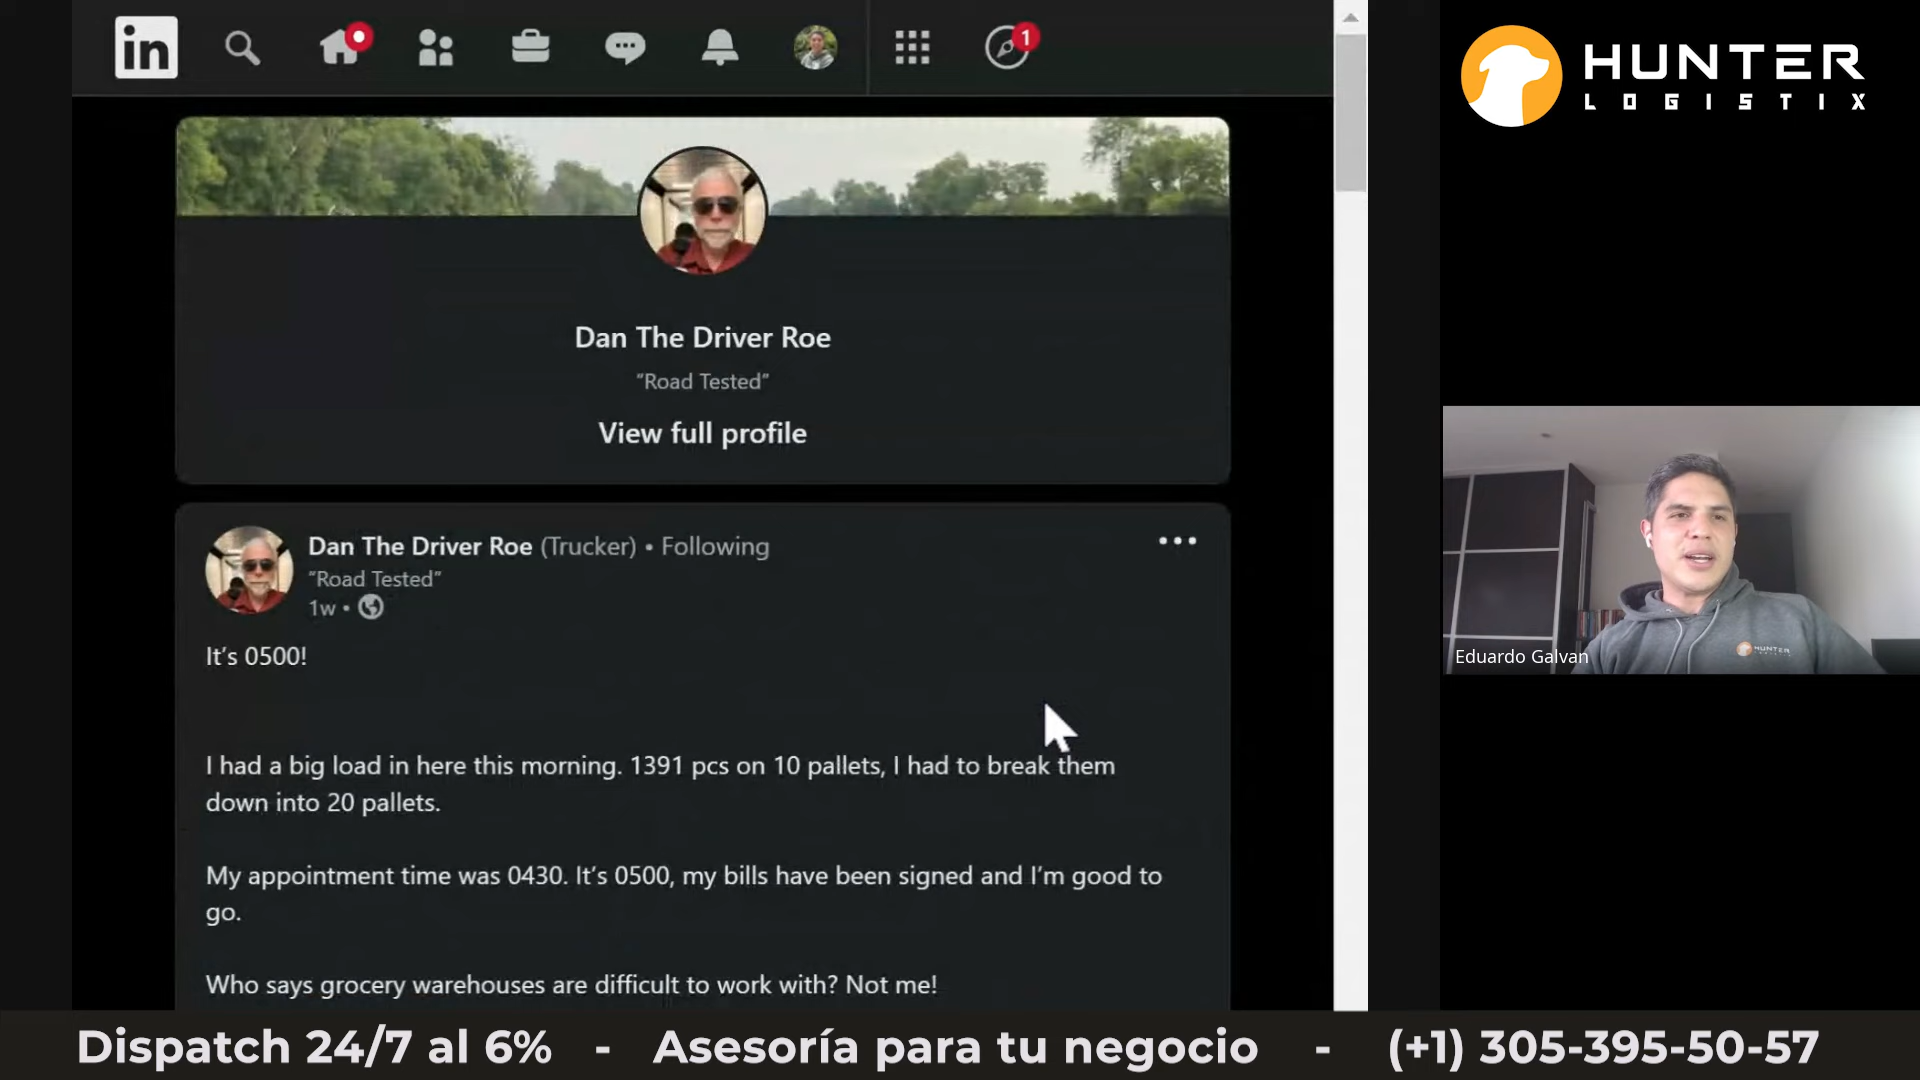 in
1
HUNTER
LOGISTIX
Dan The Driver Roe
"Road Tested"
View full profile
Dan The Driver Roe (Trucker) • Following
"Road Tested"
1w •
It's 0500!
I had a big load in here this morning. 1391 pcs on 10 pallets, I had to break them
down into 20 pallets.
My appointment time was 0430. It's 0500, my bills have been signed and I'm good to
go.
Who says grocery warehouses are difficult to work with? Not me!
HUNTER
Eduardo Galvan
Dispatch 24/7 al 6% - Asesoría para tu negocio - (+1) 305-395-50-57